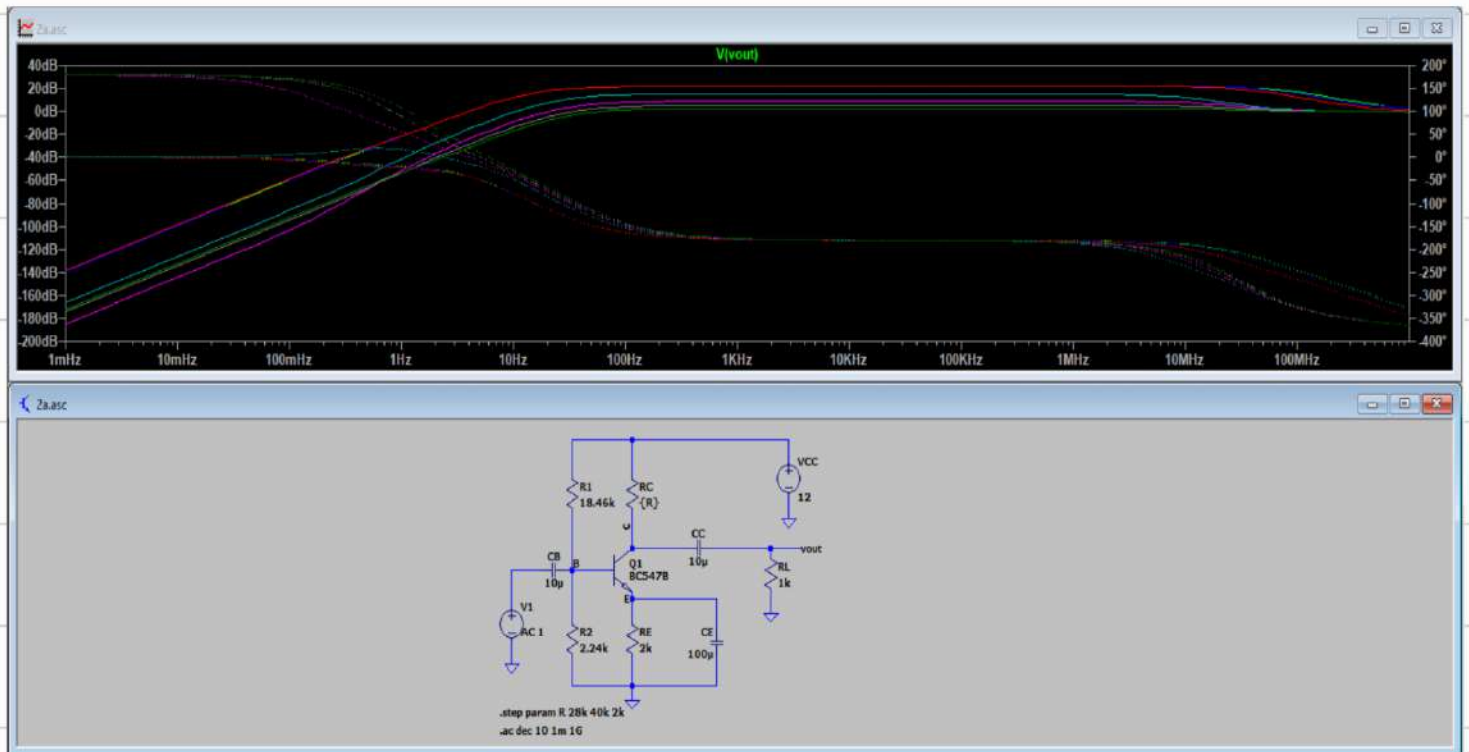 2a.asc
V(vout)
40dB 200°
20dB 150°
0dB 100°
-20dB 50°
-40dB 0°
-60dB -50°
-80dB -100°
-100dB -150°
-120dB -200°
-140dB -250°
-160dB -300°
-180dB -350°
-200dB -400°
1mHz 10mHz 100mHz 1Hz 10Hz 100Hz 1KHz 10KHz 100KHz 1MHz 10MHz 100MHz
2a.asc
VCC
12
R1
18.46k
RC
{R}
C
CC
10µ
vout
RL
1k
CB
10µ
B
Q1
BC547B
E
V1
AC 1
R2
2.24k
RE
2k
CE
100µ
.step param R 28k 40k 2k
.ac dec 10 1m 1G